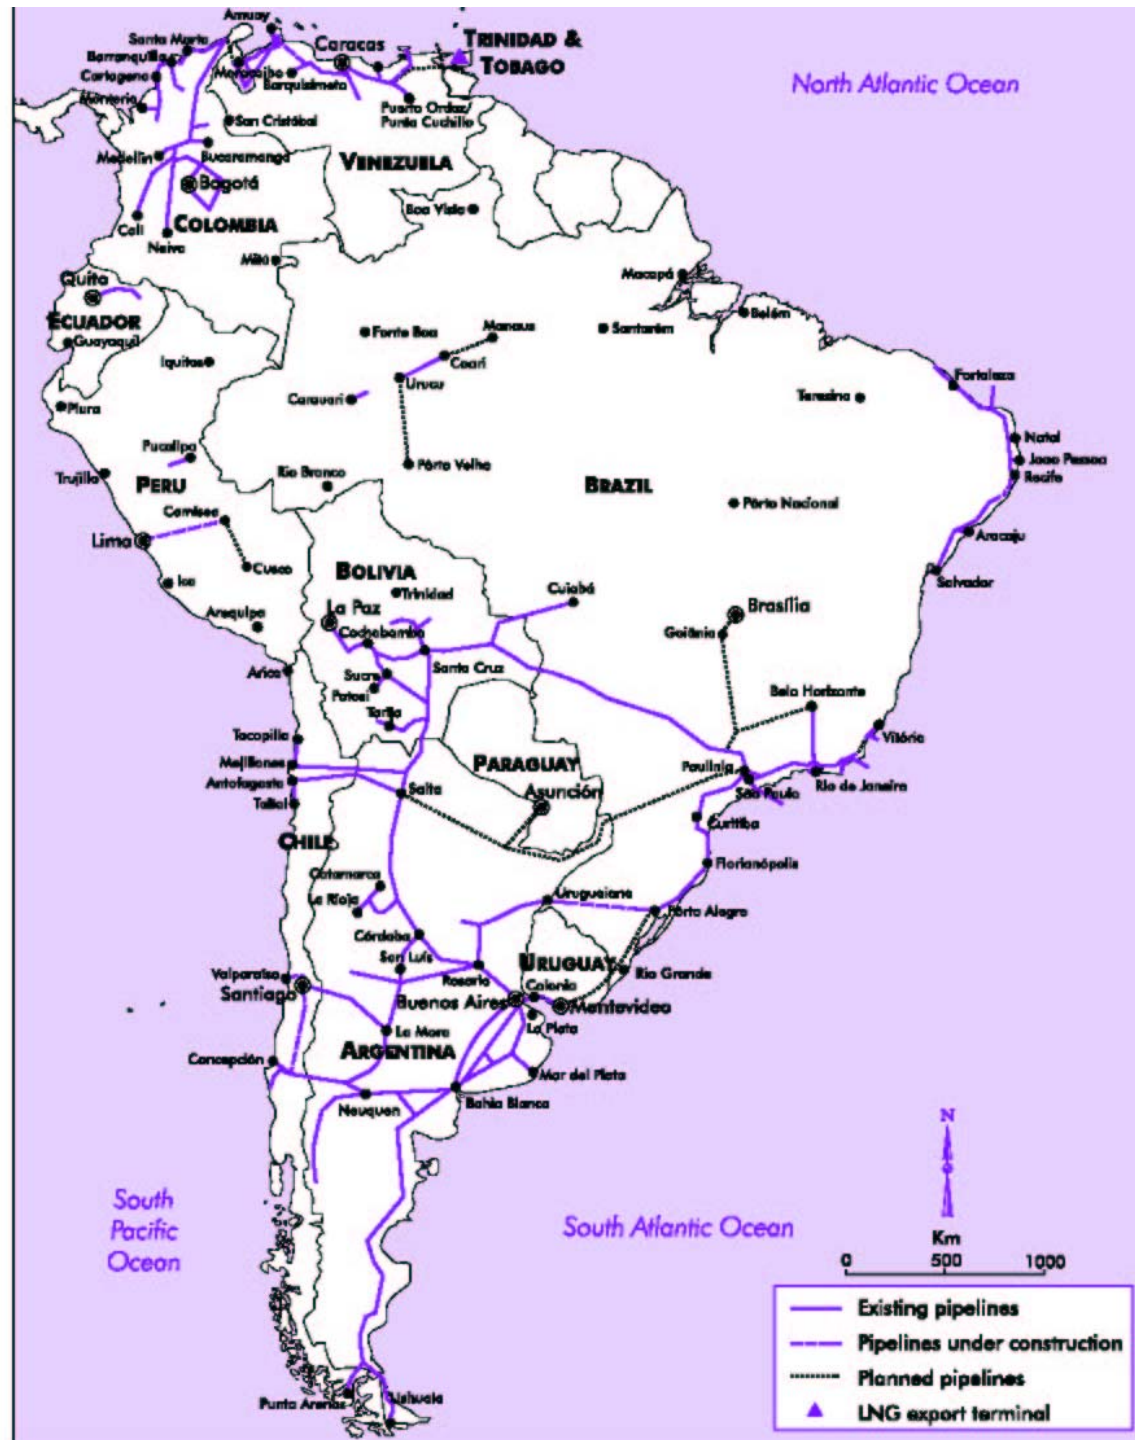 Amuay
Santa Marta
Caracas
TRINIDAD &
TOBAGO
Barranquilla
Cartagena
Maracaibo
Barquisimeto
North Atlantic Ocean
Monteria
Puerto Ordaz/
Punta Cuchillo
San Cristóbal
Medellín
Bucaramanga
VENEZUELA
Bogotá
Boa Vista
Cali
COLOMBIA
Neiva
Mitú
Quito
Macapá
ECUADOR
Guayaquil
Belém
Fonte Boa
Manaus
Santarém
Iquitos
Coari
Urucu
Fortaleza
Carauari
Teresina
Piura
Pucallpa
Natal
Trujillo
Pôrto Velho
Joao Pessoa
Rio Branco
Recife
PERU
BRAZIL
Camisea
Pôrto Nacional
Lima
Aracaju
Cusco
BOLIVIA
Ica
Trinidad
Cuiabá
Salvador
Arequipa
La Paz
Brasília
Cochabamba
Goiânia
Arica
Santa Cruz
Sucre
Potosi
Belo Horizonte
Tarija
Tocopilla
Vitória
Mejillones
PARAGUAY
Paulinia
Antofagasta
Salta
Asunción
São Paulo
Rio de Janeiro
Taltal
Curitiba
CHILE
Florianópolis
Catamarca
La Rioja
Uruguaiana
Pôrto Alegre
Córdoba
San Luís
URUGUAY
Valparaíso
Rosario
Rio Grande
Santiago
Colonia
Buenos Aires
Montevideo
La Plata
La Mora
Concepción
ARGENTINA
Mar del Plata
Neuquen
Bahia Blanca
N
South
Pacific
Ocean
South Atlantic Ocean
Km
0 500 1000
Existing pipelines
Pipelines under construction
Planned pipelines
LNG export terminal
Punta Arenas
Ushuaia